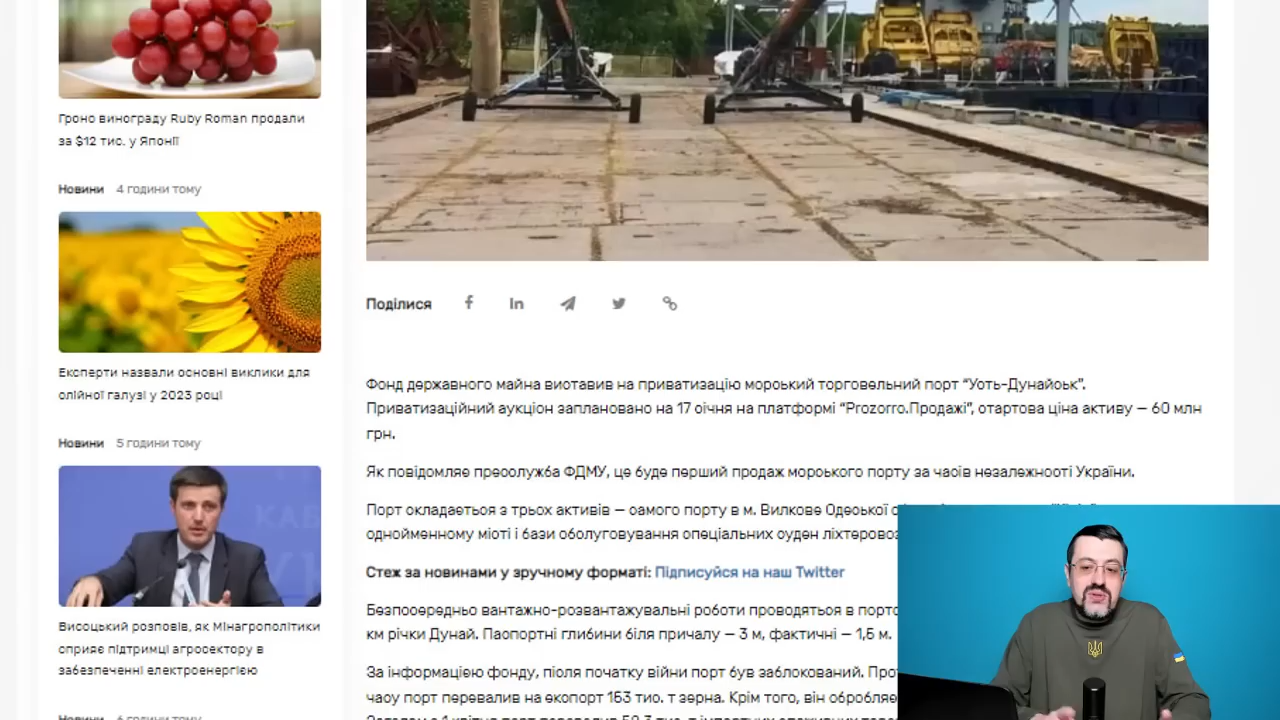 Гроно винограду Ruby Roman продали
за $12 тис. у Японії
Новини 4 години тому
Експерти назвали основні виклики для
олійної галузі у 2023 році
Новини 5 години тому
Висоцький розповів, як Мінагрополітики
сприяє підтримці агросектору в
забезпеченні електроенергією
Новини 6 години тому
Поділися
Фонд державного майна виставив на приватизацію морський торговельний порт “Усть-Дунайськ”.
Приватизаційний аукціон заплановано на 17 січня на платформі “Prozorro.Продажі”, стартова ціна активу — 60 млн
грн.
Як повідомляє пресслужба ФДМУ, це буде перший продаж морського порту за часів незалежності України.
Порт складається з трьох активів — самого порту в м. Вилкове Одеської
однойменному місті і бази обслуговування спеціальних суден
Стеж за новинами у зручному форматі: Підписуйся на наш Twitter
Безпосередньо вантажно-розвантажувальні роботи проводяться в
км річки Дунай. Паспортні глибини біля причалу — 3 м, фактичні — 1,5 м.
За інформацією фонду, після початку війни порт був заблокований.
часу порт перевалив на експорт 153 тис. т зерна. Крім того, він